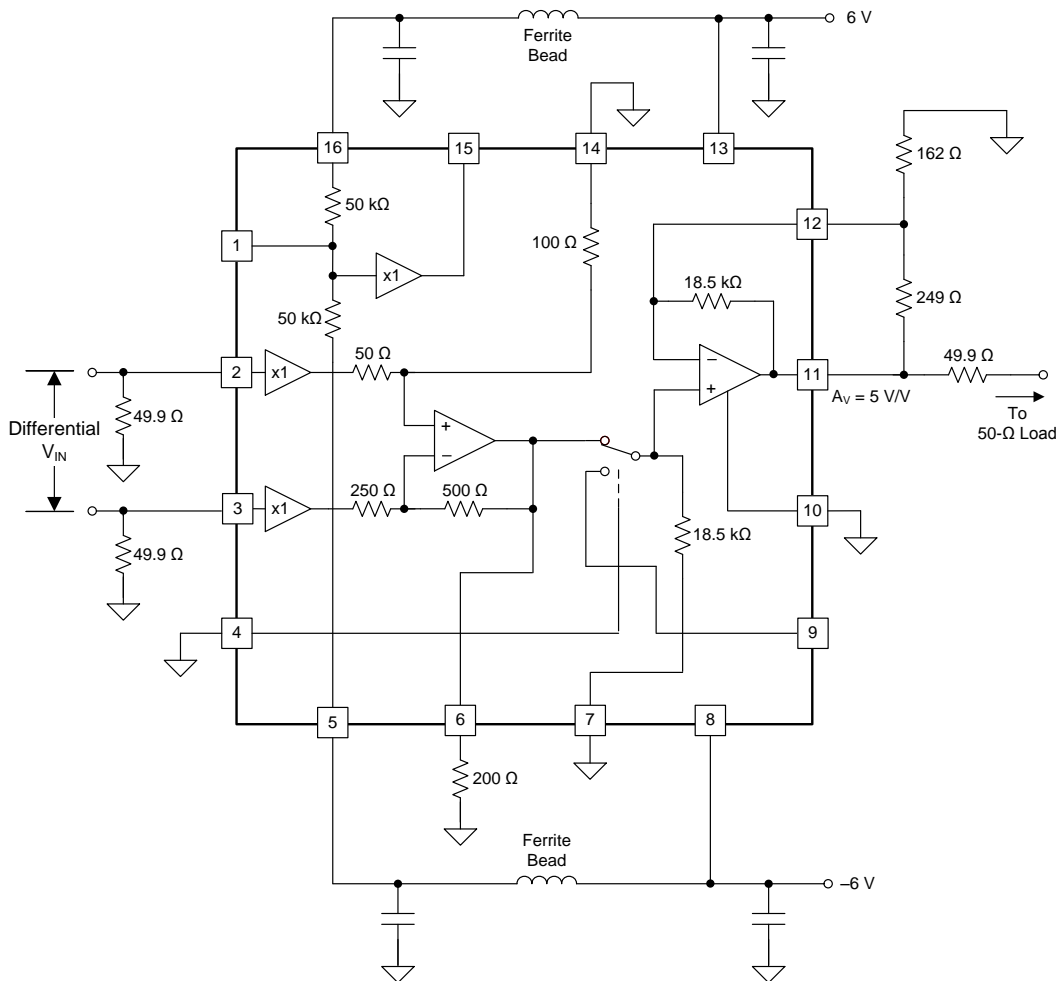 6 V
Ferrite
Bead
16
15
14
13
162 Ω
50 kΩ
1
12
100 Ω
x1
18.5 kΩ
249 Ω
50 kΩ
2
x1
50 Ω
−
+
11
49.9 Ω
A_V = 5 V/V
To
50-Ω Load
Differential
V_IN
49.9 Ω
+
−
3
x1
250 Ω
500 Ω
10
18.5 kΩ
49.9 Ω
4
9
5
6
7
8
200 Ω
Ferrite
Bead
–6 V